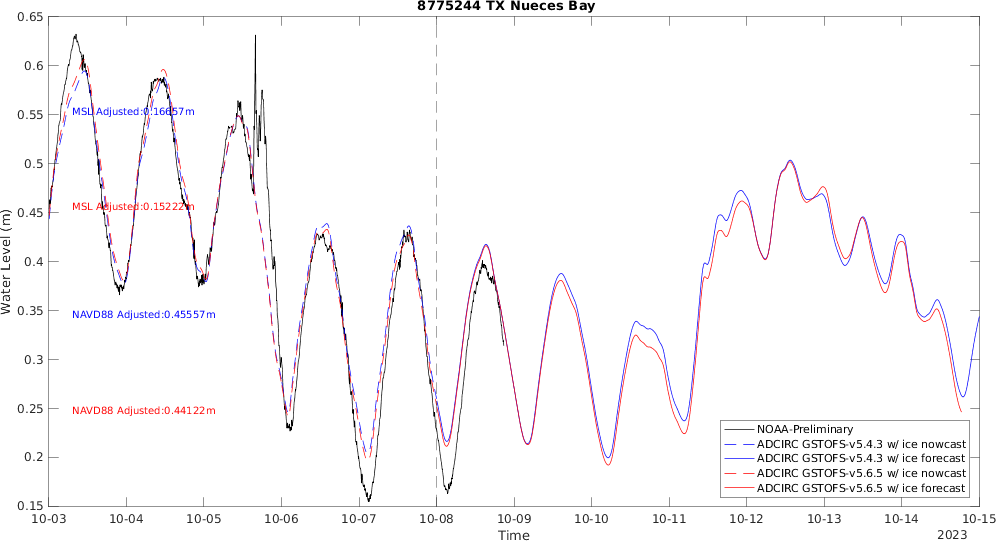 8775244 TX Nueces Bay
Water Level (m)
0.65
0.6
0.55
0.5
0.45
0.4
0.35
0.3
0.25
0.2
0.15
MSL Adjusted:0.16657m
MSL Adjusted:0.15222m
NAVD88 Adjusted:0.45557m
NAVD88 Adjusted:0.44122m
NOAA-Preliminary
ADCIRC GSTOFS-v5.4.3 w/ ice nowcast
ADCIRC GSTOFS-v5.4.3 w/ ice forecast
ADCIRC GSTOFS-v5.6.5 w/ ice nowcast
ADCIRC GSTOFS-v5.6.5 w/ ice forecast
10-03 10-04 10-05 10-06 10-07 10-08 10-09 10-10 10-11 10-12 10-13 10-14 10-15
Time
2023